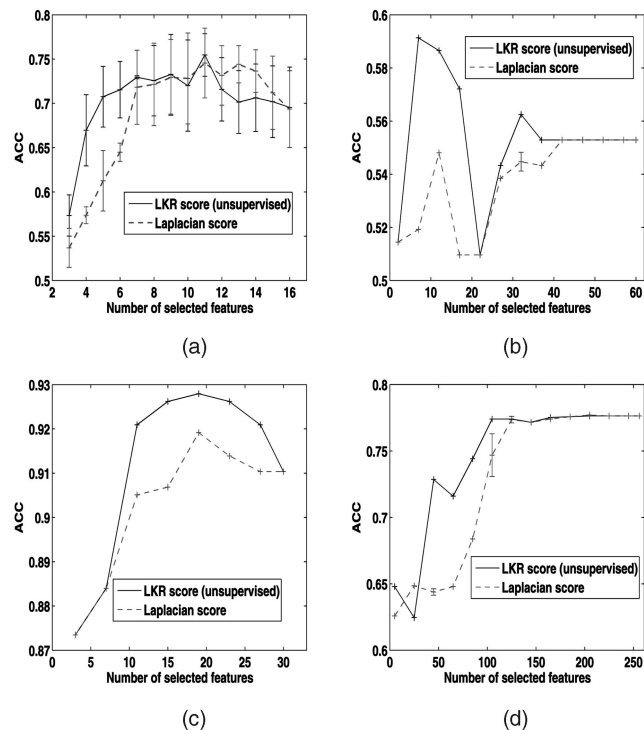 0.8
0.75
0.7
0.65
0.6
0.55
0.5
ACC
LKR score (unsupervised)
Laplacian score
2 4 6 8 10 12 14 16
Number of selected features
(a)
0.6
0.58
0.56
0.54
0.52
0.5
ACC
LKR score (unsupervised)
Laplacian score
0 10 20 30 40 50 60
Number of selected features
(b)
0.93
0.92
0.91
0.9
0.89
0.88
0.87
ACC
LKR score (unsupervised)
Laplacian score
0 5 10 15 20 25 30
Number of selected features
(c)
0.8
0.75
0.7
0.65
0.6
ACC
LKR score (unsupervised)
Laplacian score
0 50 100 150 200 250
Number of selected features
(d)